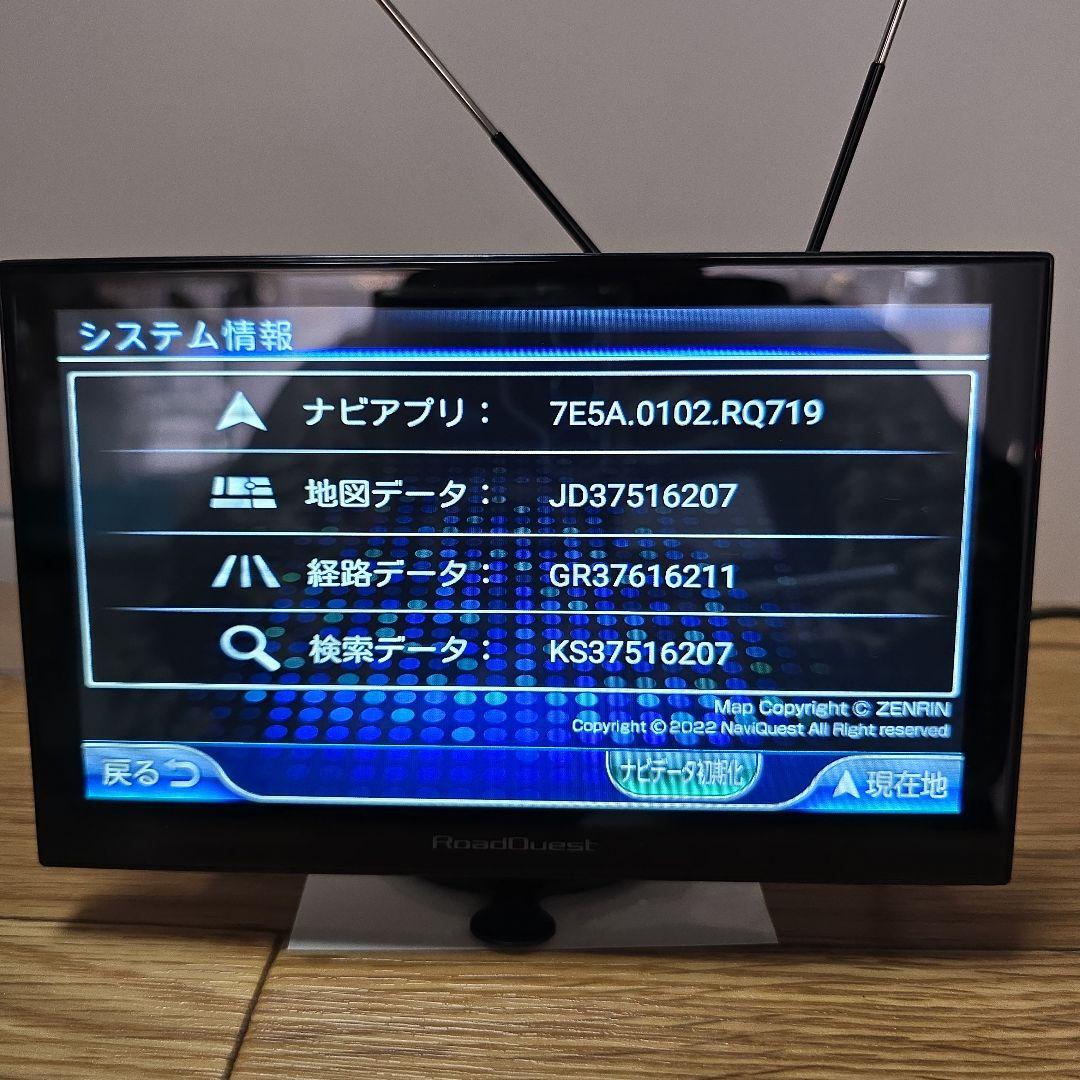 システム情報
ナビアプリ： 7E5A.0102.RQ719
地図データ： JD37516207
経路データ： GR37616211
検索データ： KS37516207
Map Copyright © ZENRIN
Copyright © 2022 NaviQuest All Right reserved
戻る ナビデータ初期化 現在地
RoadQuest